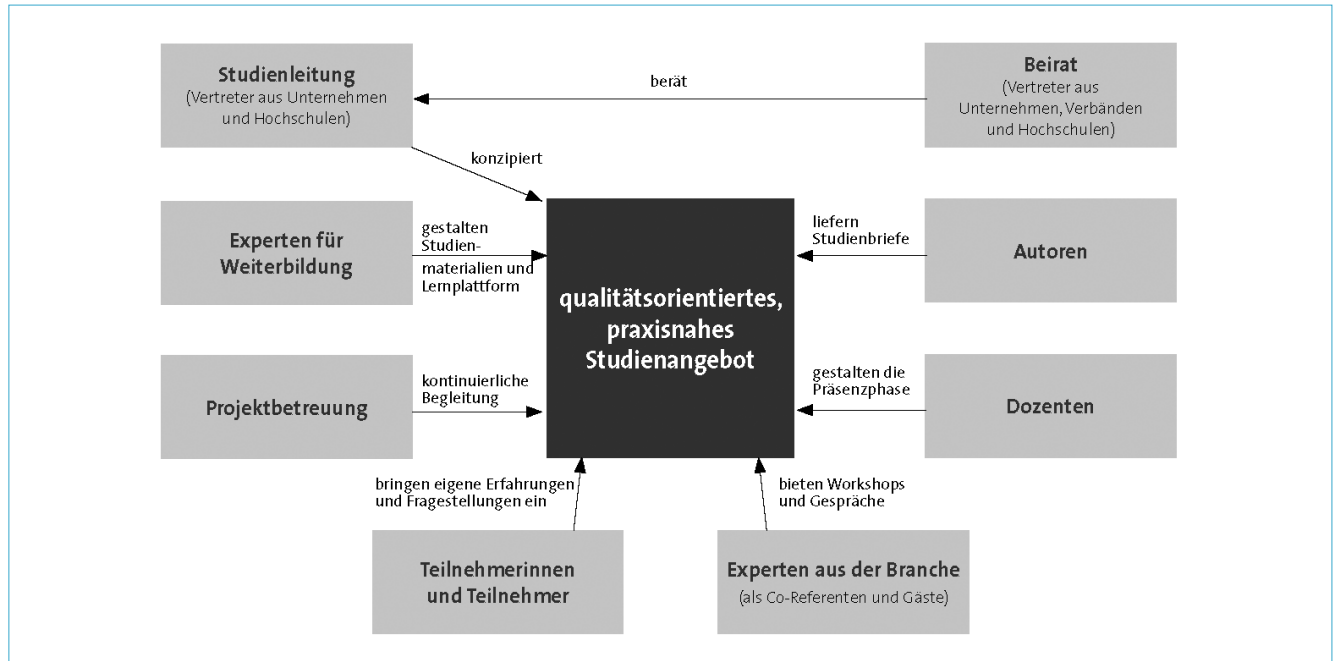 Studienleitung
(Vertreter aus Unternehmen
und Hochschulen)
berät
Beirat
(Vertreter aus
Unternehmen, Verbänden
und Hochschulen)
konzipiert
Experten für
Weiterbildung
gestalten
Studien-
materialien und
Lernplattform
qualitätsorientiertes,
praxisnahes
Studienangebot
liefern
Studienbriefe
Autoren
Projektbetreuung
kontinuierliche
Begleitung
gestalten die
Präsenzphase
Dozenten
bringen eigene Erfahrungen
und Fragestellungen ein
bieten Workshops
und Gespräche
Teilnehmerinnen
und Teilnehmer
Experten aus der Branche
(als Co-Referenten und Gäste)